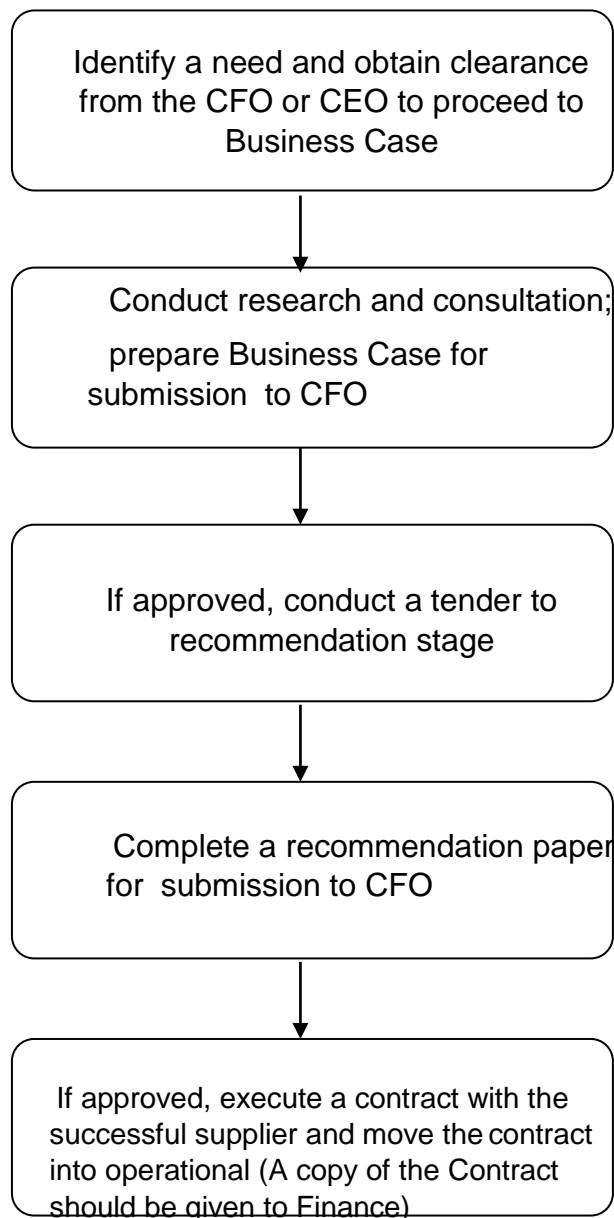 Identify a need and obtain clearance
from the CFO or CEO to proceed to
Business Case
Conduct research and consultation;
prepare Business Case for
submission to CFO
If approved, conduct a tender to
recommendation stage
Complete a recommendation paper
for submission to CFO
If approved, execute a contract with the
successful supplier and move the contract
into operational (A copy of the Contract
should be given to Finance)